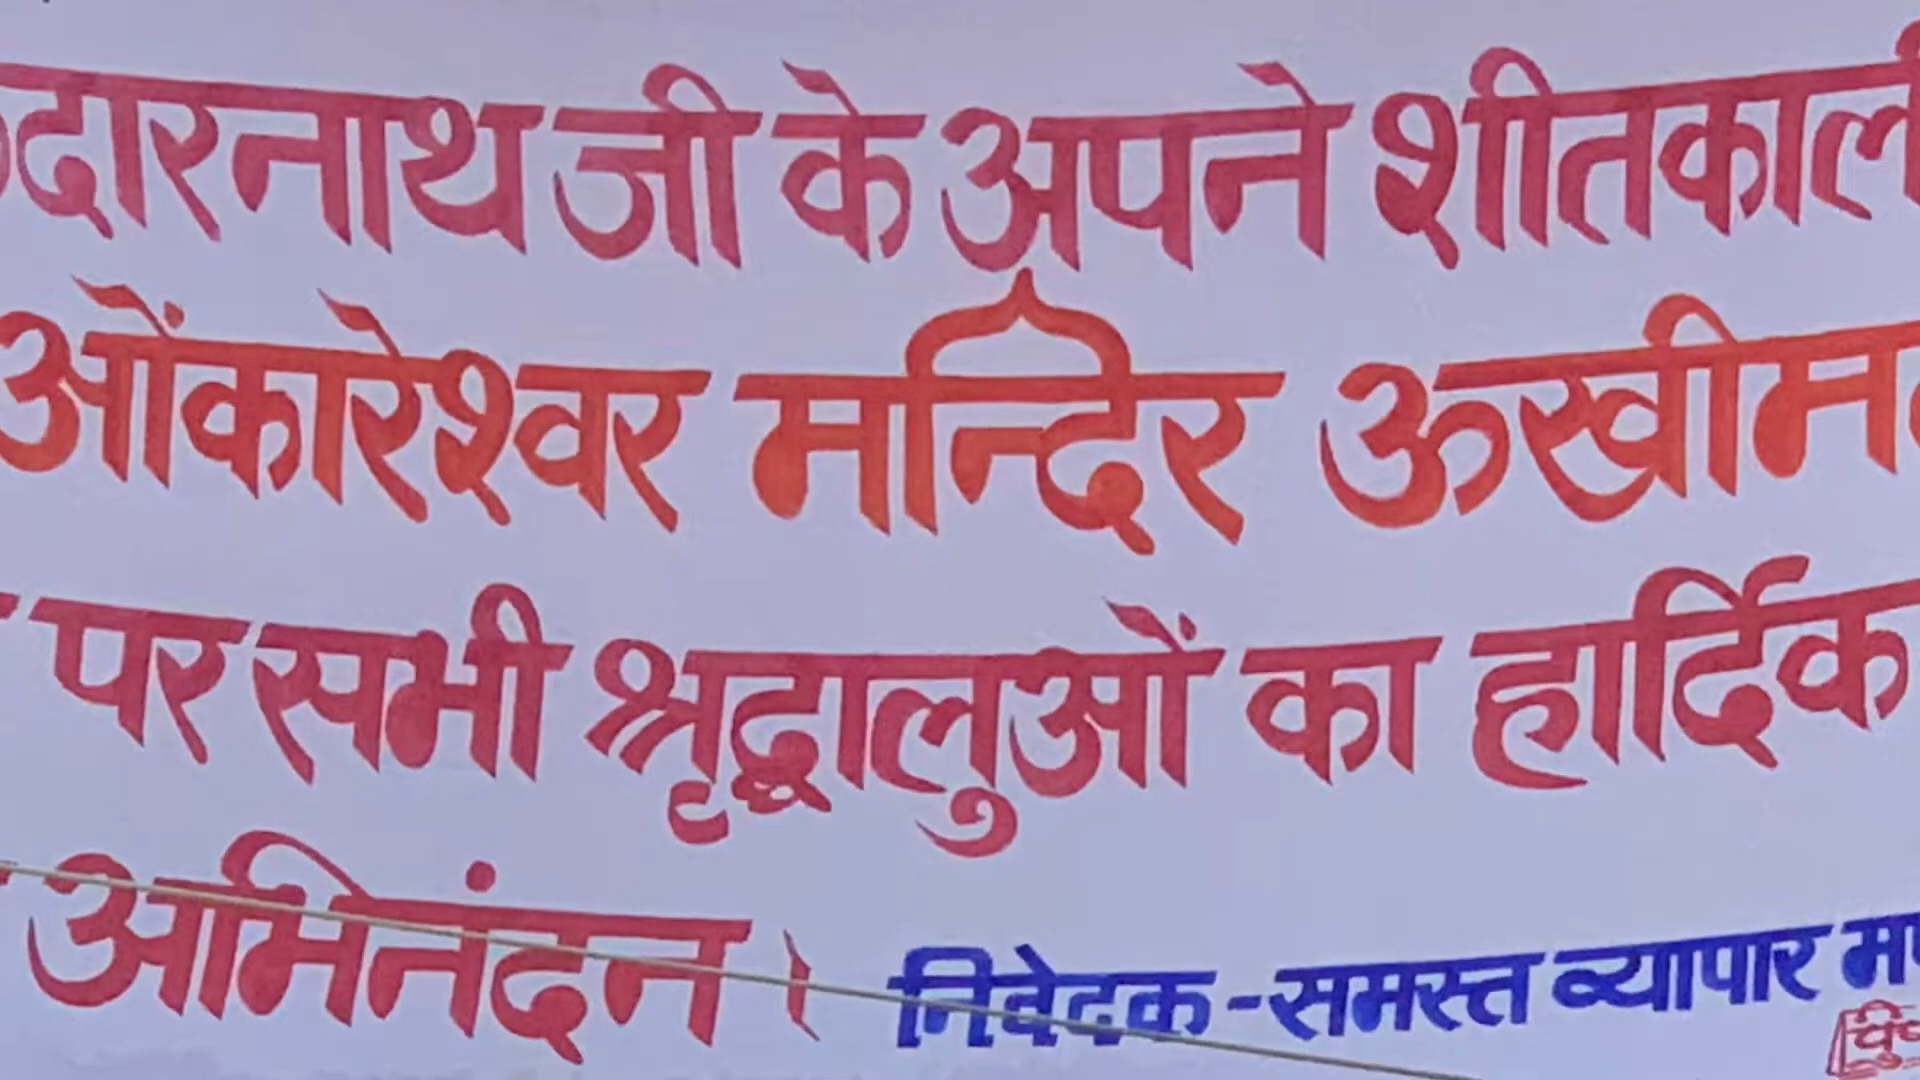 दारनाथ जी के अपने शीतकाल
ओंकारेश्वर मन्दिर ऊखीम
पर सभी श्रृद्धालुओं का हार्दिक
अभिनंदन ।
निवेदक - समस्त व्यापार म